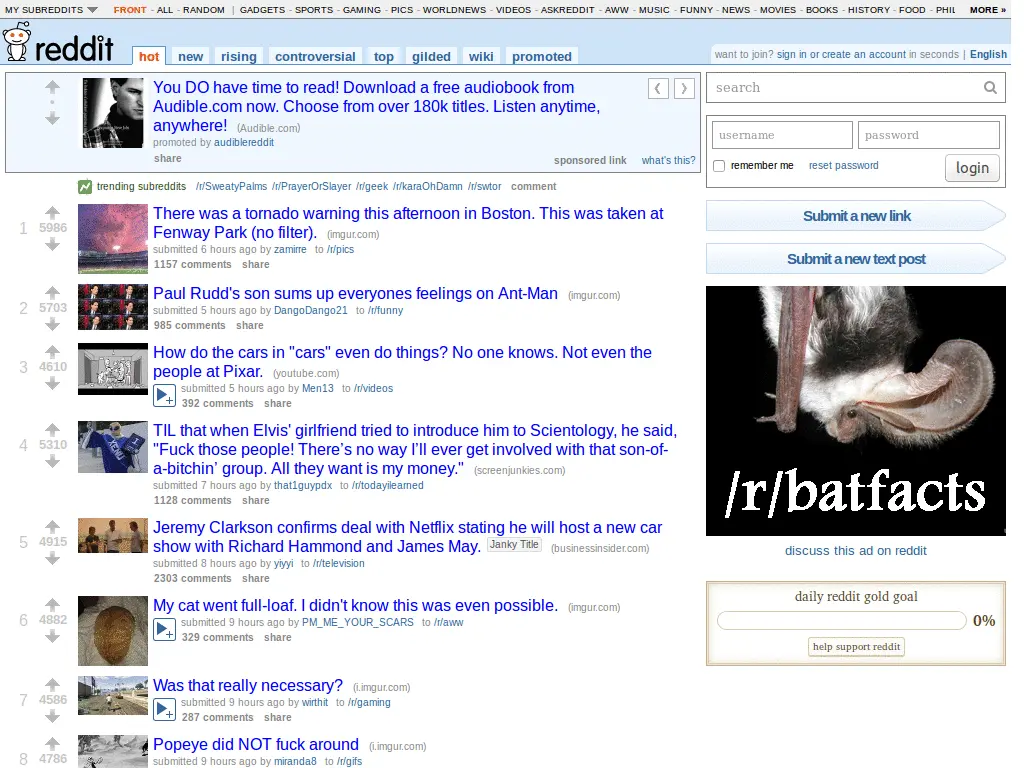 MY SUBREDDITS FRONT - ALL - RANDOM | GADGETS - SPORTS - GAMING - PICS - WORLDNEWS - VIDEOS - ASKREDDIT - AWW - MUSIC - FUNNY - NEWS - MOVIES - BOOKS - HISTORY - FOOD - PHIL MORE »
reddit hot new rising controversial top gilded wiki promoted
want to join? sign in or create an account in seconds | English
You DO have time to read! Download a free audiobook from
Audible.com now. Choose from over 180k titles. Listen anytime,
anywhere! (Audible.com)
promoted by audiblereddit
share
sponsored link what's this?
trending subreddits /r/SweatyPalms /r/PrayerOrSlayer /r/geek /r/karaOhDamn /r/swtor comment
1
5986
There was a tornado warning this afternoon in Boston. This was taken at
Fenway Park (no filter). (imgur.com)
submitted 6 hours ago by zamirre to /r/pics
1157 comments share
2
5703
Paul Rudd's son sums up everyones feelings on Ant-Man (imgur.com)
submitted 5 hours ago by DangoDango21 to /r/funny
985 comments share
3
4610
How do the cars in "cars" even do things? No one knows. Not even the
people at Pixar. (youtube.com)
submitted 5 hours ago by Men13 to /r/videos
392 comments share
4
5310
TIL that when Elvis' girlfriend tried to introduce him to Scientology, he said,
"Fuck those people! There’s no way I’ll ever get involved with that son-of-
a-bitchin’ group. All they want is my money." (screenjunkies.com)
submitted 7 hours ago by that1guypdx to /r/todayilearned
1128 comments share
5
4915
Jeremy Clarkson confirms deal with Netflix stating he will host a new car
show with Richard Hammond and James May. Janky Title (businessinsider.com)
submitted 8 hours ago by yiyyi to /r/television
2303 comments share
6
4882
My cat went full-loaf. I didn't know this was even possible. (imgur.com)
submitted 9 hours ago by PM_ME_YOUR_SCARS to /r/aww
329 comments share
7
4586
Was that really necessary? (i.imgur.com)
submitted 9 hours ago by wirthit to /r/gaming
287 comments share
8
4786
Popeye did NOT fuck around (i.imgur.com)
submitted 9 hours ago by miranda8 to /r/gifs
search
username password
remember me reset password login
Submit a new link
Submit a new text post
/r/batfacts
discuss this ad on reddit
daily reddit gold goal
0%
help support reddit